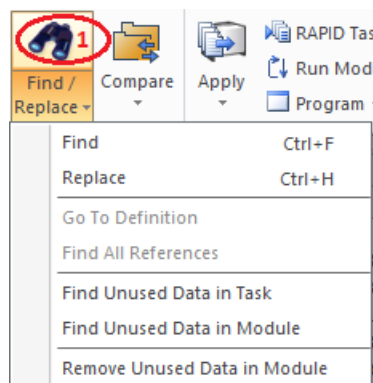 1
RAPID Tas
Find /
Replace
Compare
Apply
Run Mod
Program
Find Ctrl+F
Replace Ctrl+H
Go To Definition
Find All References
Find Unused Data in Task
Find Unused Data in Module
Remove Unused Data in Module